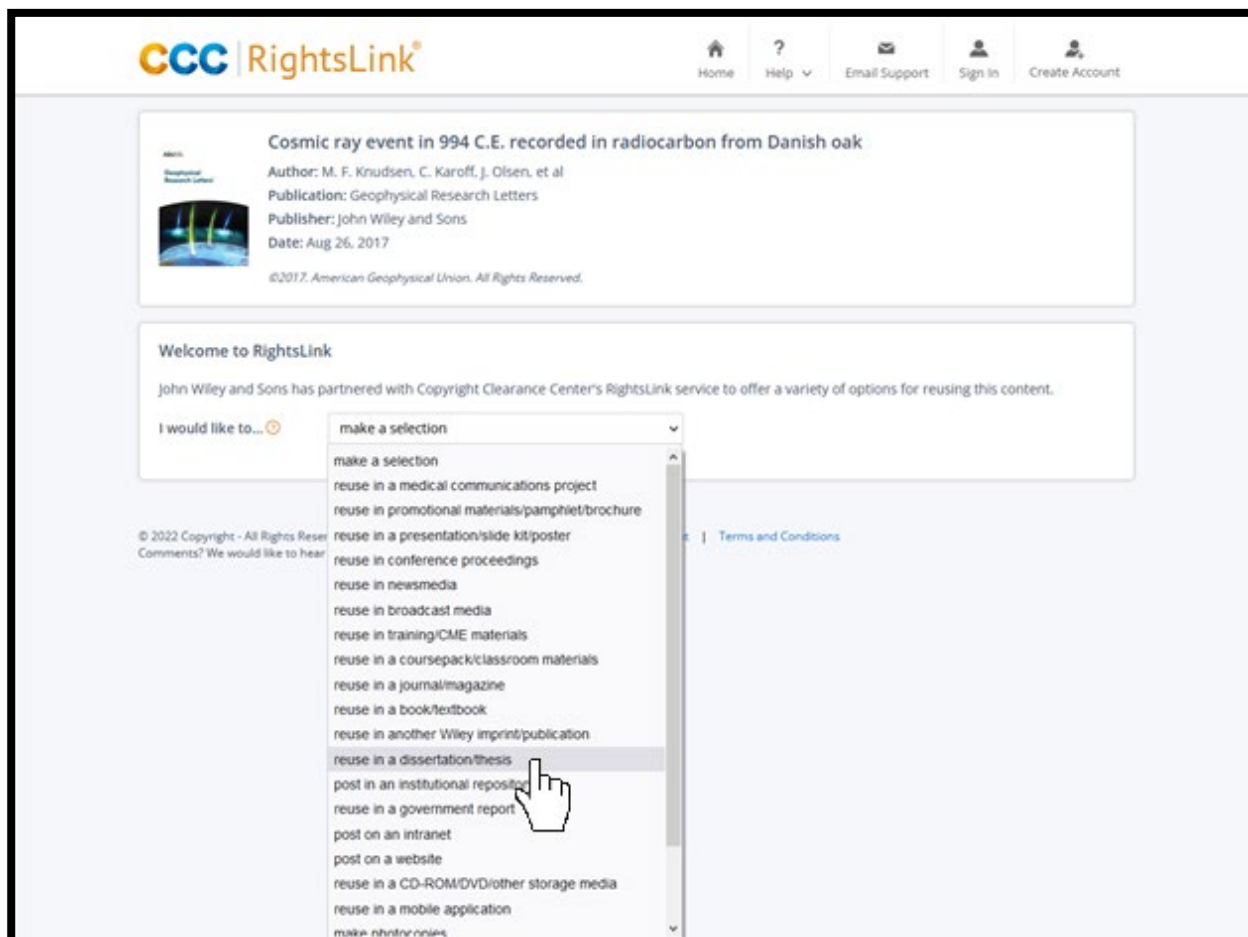 CCC RightsLink®
Home
Help
Email Support
Sign In
Create Account
Cosmic ray event in 994 C.E. recorded in radiocarbon from Danish oak
Author: M. F. Knudsen, C. Karoff, J. Olsen, et al
Publication: Geophysical Research Letters
Publisher: John Wiley and Sons
Date: Aug 26, 2017
©2017. American Geophysical Union. All Rights Reserved.
Geophysical
Research Letters
Welcome to RightsLink
John Wiley and Sons has partnered with Copyright Clearance Center's RightsLink service to offer a variety of options for reusing this content.
I would like to...
make a selection
make a selection
reuse in a medical communications project
reuse in promotional materials/pamphlet/brochure
reuse in a presentation/slide kit/poster
reuse in conference proceedings
reuse in newsmedia
reuse in broadcast media
reuse in training/CME materials
reuse in a coursepack/classroom materials
reuse in a journal/magazine
reuse in a book/textbook
reuse in another Wiley imprint/publication
reuse in a dissertation/thesis
post in an institutional repositor
reuse in a government report
post on an intranet
post on a website
reuse in a CD-ROM/DVD/other storage media
reuse in a mobile application
make photocopies
© 2022 Copyright - All Rights Reser
| Terms and Conditions
Comments? We would like to hear